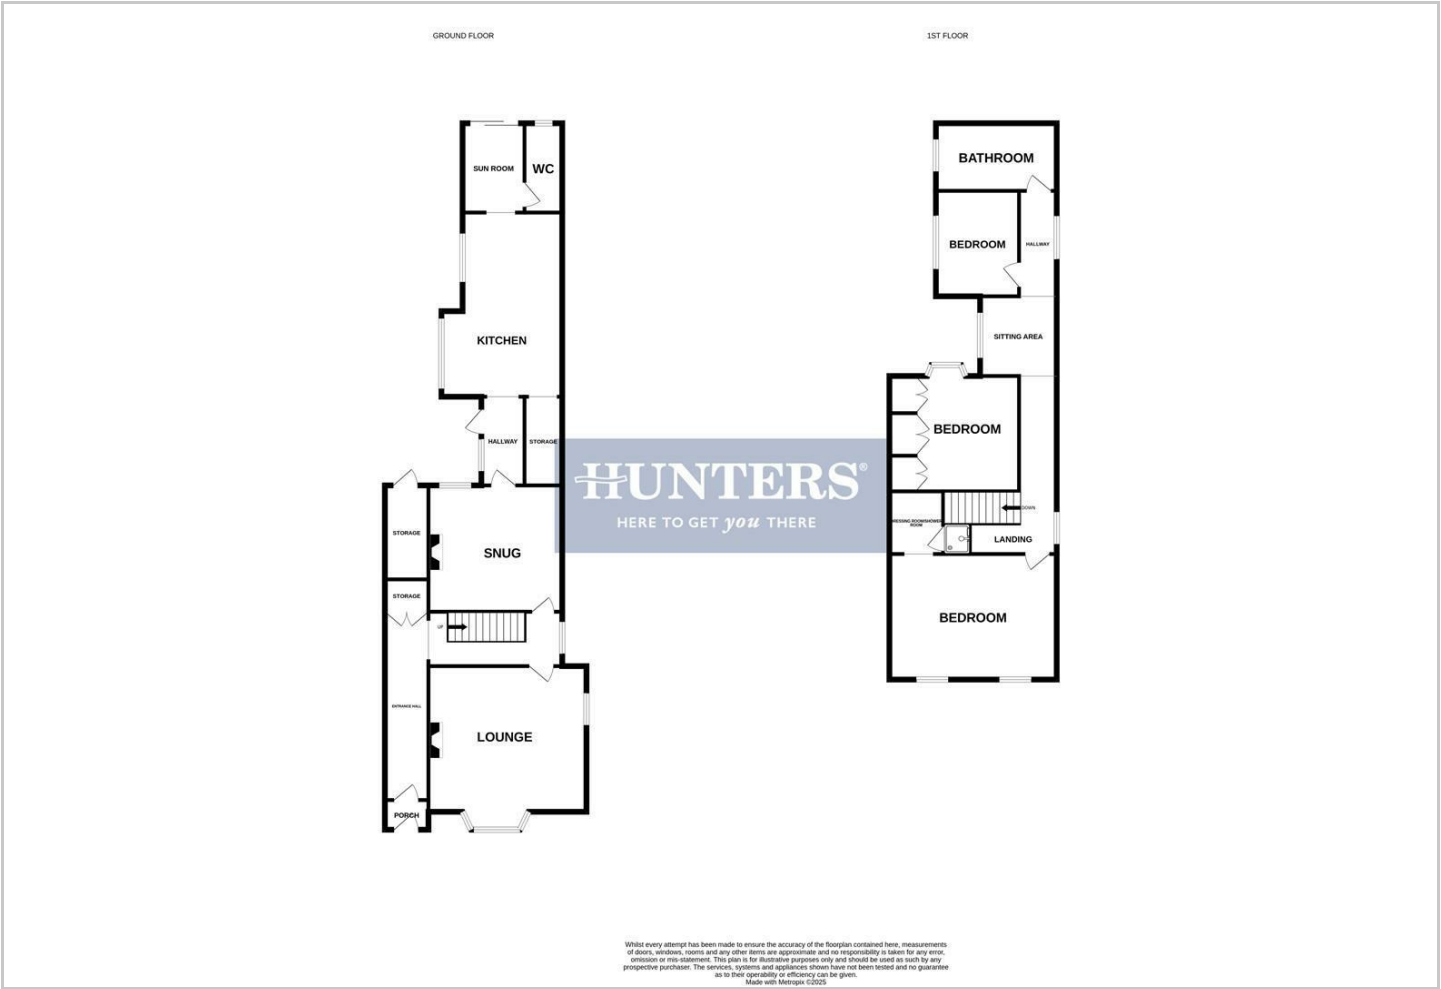 GROUND FLOOR
1ST FLOOR
SUN ROOM
WC
KITCHEN
HALLWAY
STORAGE
STORAGE
SNUG
STORAGE
UP
ENTRANCE HALL
LOUNGE
PORCH
BATHROOM
BEDROOM
HALLWAY
SITTING AREA
BEDROOM
DOWN
DRESSING ROOM/SHOWER
ROOM
LANDING
BEDROOM
HUNTERS®
HERE TO GET you THERE
Whilst every attempt has been made to ensure the accuracy of the floorplan contained here, measurements
of doors, windows, rooms and any other items are approximate and no responsibility is taken for any error,
omission or mis-statement. This plan is for illustrative purposes only and should be used as such by any
prospective purchaser. The services, systems and appliances shown have not been tested and no guarantee
as to their operability or efficiency can be given.
Made with Metropix ©2025